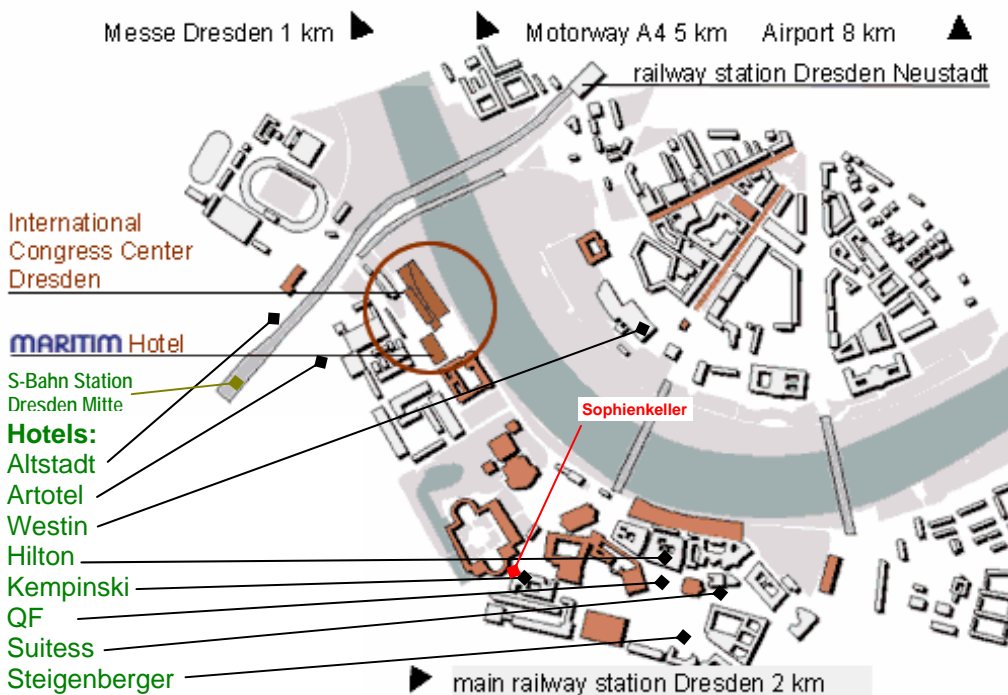 Messe Dresden 1 km
Motorway A4 5 km
Airport 8 km
railway station Dresden Neustadt
International
Congress Center
Dresden
MARITIM Hotel
S-Bahn Station
Dresden Mitte
Sophienkeller
Hotels:
Altstadt
Artotel
Westin
Hilton
Kempinski
QF
Suitess
Steigenberger
main railway station Dresden 2 km